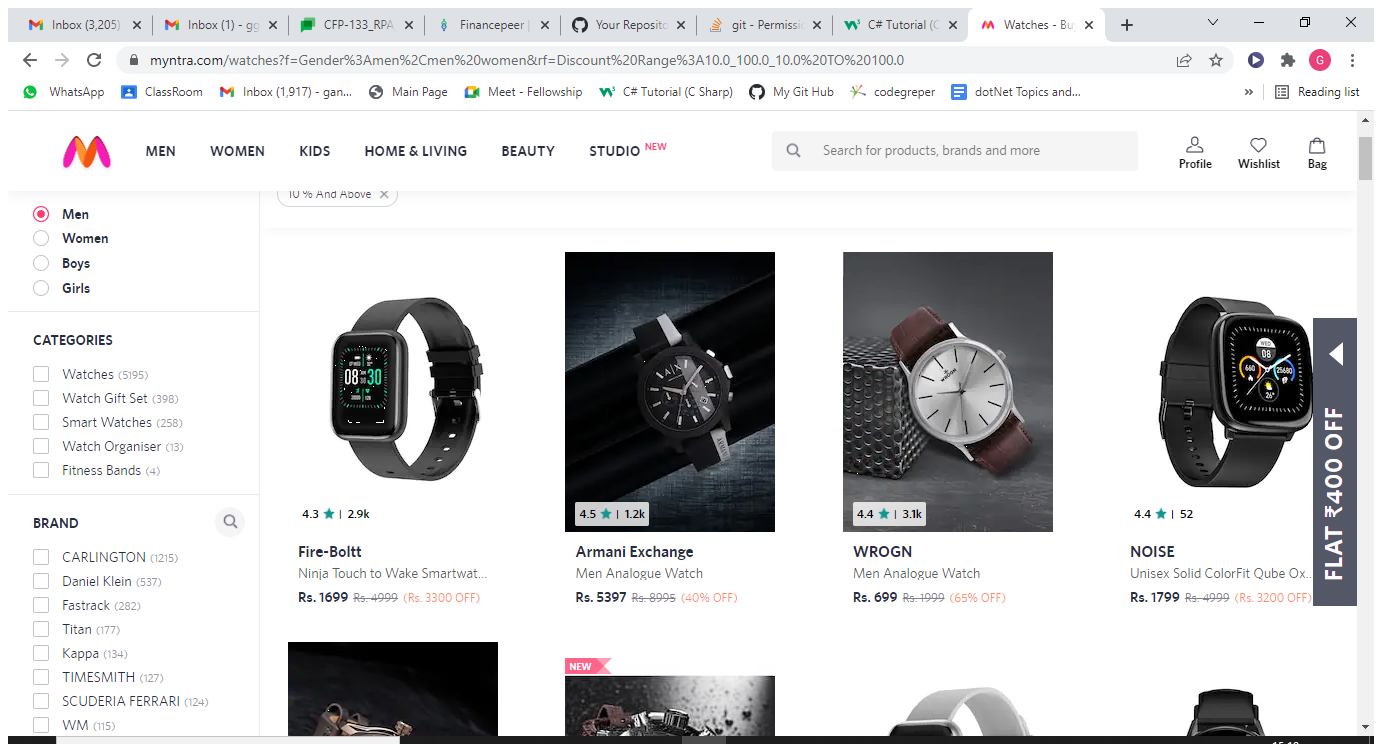 Inbox (3,205)
Inbox (1) - gg
CFP-133_RPA
Financepeer |
Your Reposito
git - Permissi
C# Tutorial (C
Watches - Bu
myntra.com/watches?f=Gender%3Amen%2Cmen%20women&rf=Discount%20Range%3A10.0_100.0_10.0%20TO%20100.0
G
WhatsApp
ClassRoom
Inbox (1,917) - gan...
Main Page
Meet - Fellowship
C# Tutorial (C Sharp)
My Git Hub
codegreper
dotNet Topics and...
»
Reading list
MEN
WOMEN
KIDS
HOME & LIVING
BEAUTY
STUDIO NEW
Search for products, brands and more
Profile
Wishlist
Bag
10 % And Above
Men
Women
Boys
Girls
CATEGORIES
Watches (5195)
Watch Gift Set (398)
Smart Watches (258)
Watch Organiser (13)
Fitness Bands (4)
BRAND
CARLINGTON (1215)
Daniel Klein (537)
Fastrack (282)
Titan (177)
Kappa (134)
TIMESMITH (127)
SCUDERIA FERRARI (124)
WM (115)
08 30
4.3 ★ | 2.9k
Fire-Boltt
Ninja Touch to Wake Smartwat...
Rs. 1699 Rs. 4999 (Rs. 3300 OFF)
A|X
4.5 ★ | 1.2k
Armani Exchange
Men Analogue Watch
Rs. 5397 Rs. 8995 (40% OFF)
WROGN
4.4 ★ | 3.1k
WROGN
Men Analogue Watch
Rs. 699 Rs. 1999 (65% OFF)
WED
08
660
25680
26°
4.4 ★ | 52
NOISE
Unisex Solid ColorFit Qube Ox...
Rs. 1799 Rs. 4999 (Rs. 3200 OFF)
FLAT ₹400 OFF
NEW